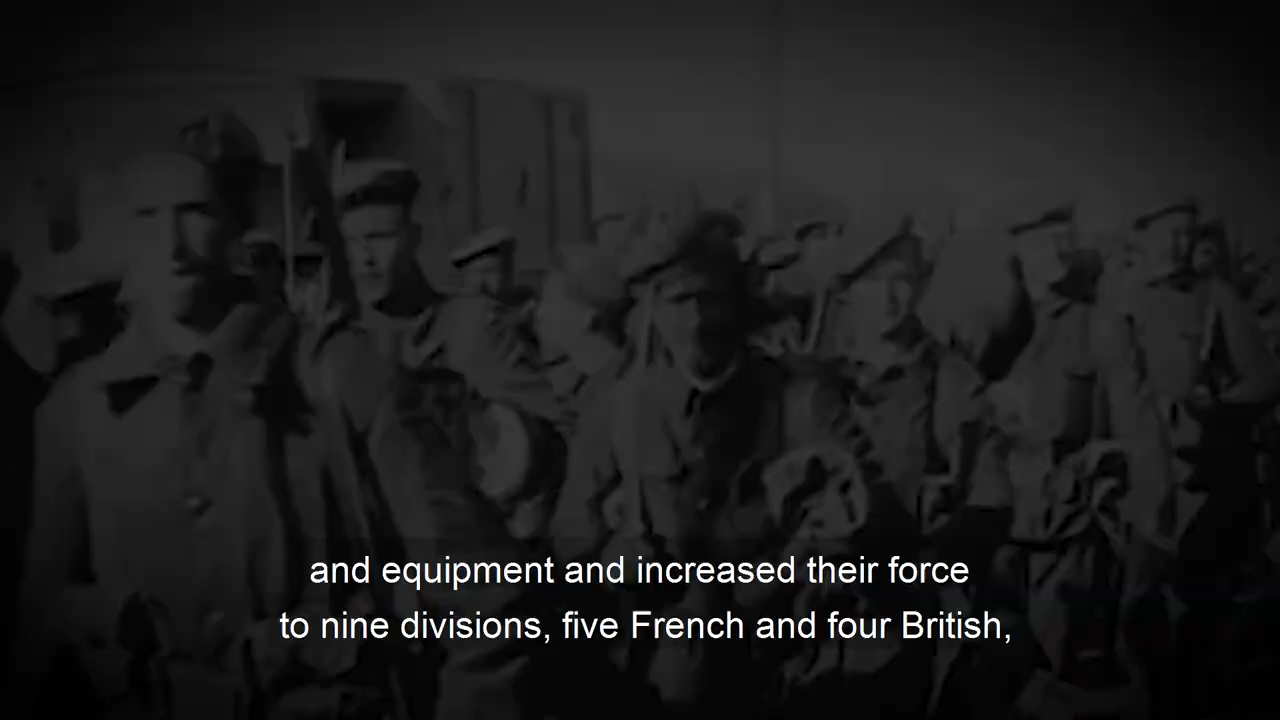 and equipment and increased their force
to nine divisions, five French and four British,